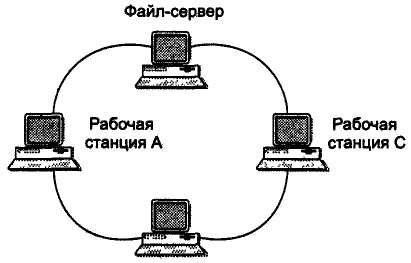 Файл-сервер
Рабочая
станция А
Рабочая
станция С